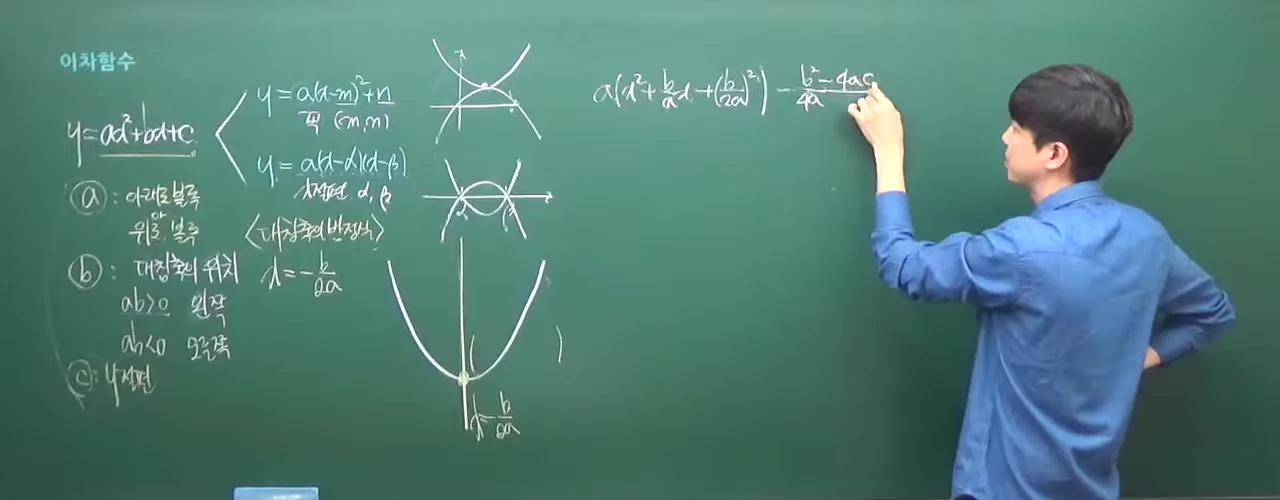 이차함수
y=ax²+bx+c
y=a(x-m)²+n
꼭 (m,n)
y=a(x-α)(x-β)
x절편 α, β
<대칭축의 방정식>
x=-b/2a
ⓐ: 아래로볼록
위로 볼록
ⓑ: 대칭축의 위치
ab>0 왼쪽
ab<0 오른쪽
ⓒ: y절편
α β
x=-b/2a
a(x²+b/a x+(b/2a)²)-(b²-4ac)/4a